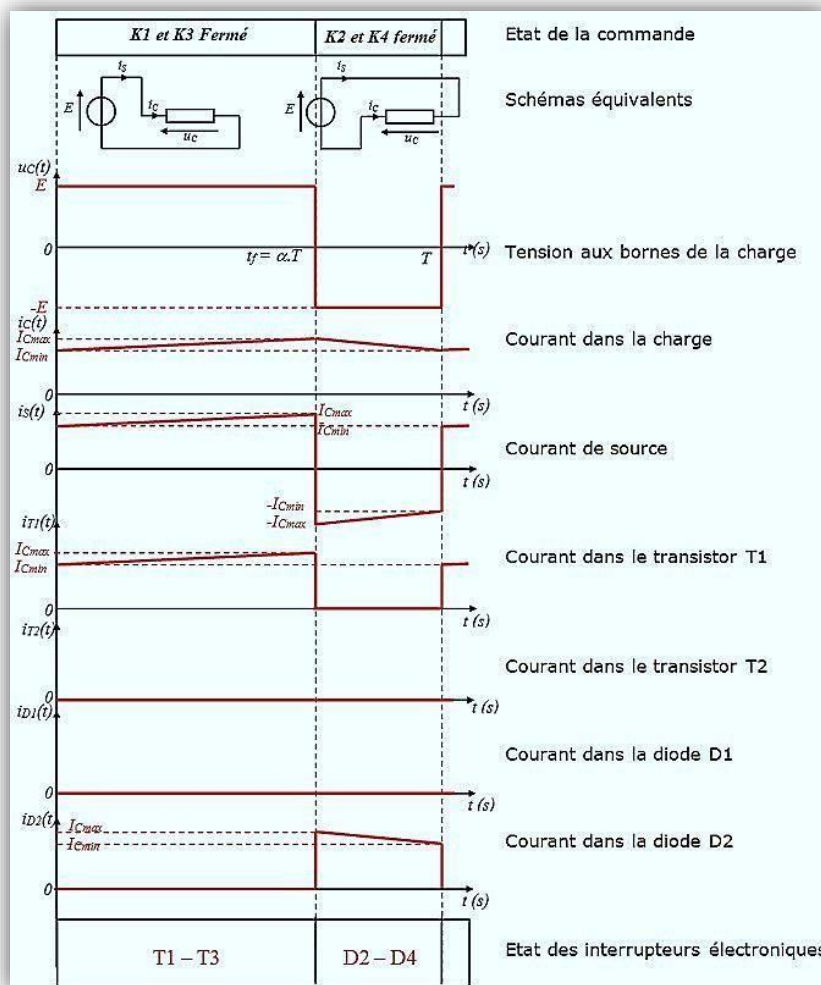 K1 et K3 Fermé K2 et K4 fermé Etat de la commande
is is
E ic uc E ic uc Schémas équivalents
uc(t)
E
0 tf = α.T T t (s) Tension aux bornes de la charge
-E
ic(t)
ICmax Courant dans la charge
ICmin
0 t (s)
is(t) ICmax
ICmin Courant de source
0 t (s)
-ICmin
-ICmax
iT1(t)
ICmax Courant dans le transistor T1
ICmin
0 t (s)
iT2(t)
Courant dans le transistor T2
0 t (s)
iD1(t)
Courant dans la diode D1
0 t (s)
iD2(t) ICmax Courant dans la diode D2
ICmin
0 t (s)
T1 – T3 D2 – D4 Etat des interrupteurs électroniques